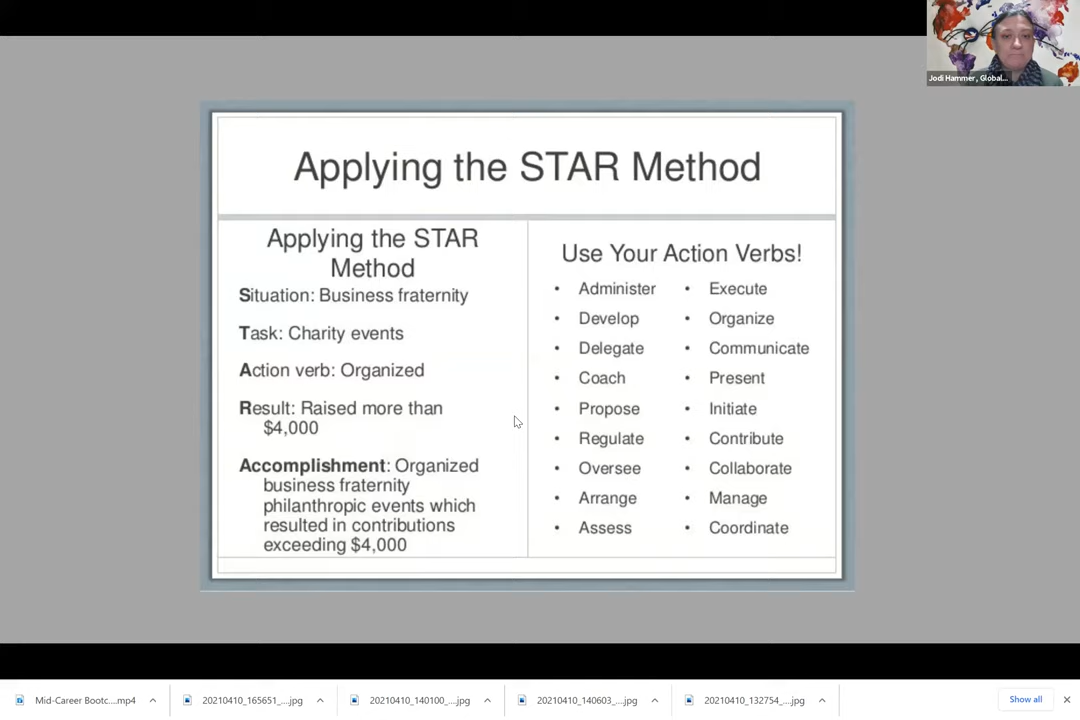 Jodi Hammer, Global...
Applying the STAR Method
Applying the STAR
Method
Situation: Business fraternity
Task: Charity events
Action verb: Organized
Result: Raised more than
$4,000
Accomplishment: Organized
business fraternity
philanthropic events which
resulted in contributions
exceeding $4,000
Use Your Action Verbs!
• Administer
• Develop
• Delegate
• Coach
• Propose
• Regulate
• Oversee
• Arrange
• Assess
• Execute
• Organize
• Communicate
• Present
• Initiate
• Contribute
• Collaborate
• Manage
• Coordinate
Mid-Career Bootc....mp4
20210410_165651_...jpg
20210410_140100_...jpg
20210410_140603_...jpg
20210410_132754_...jpg
Show all